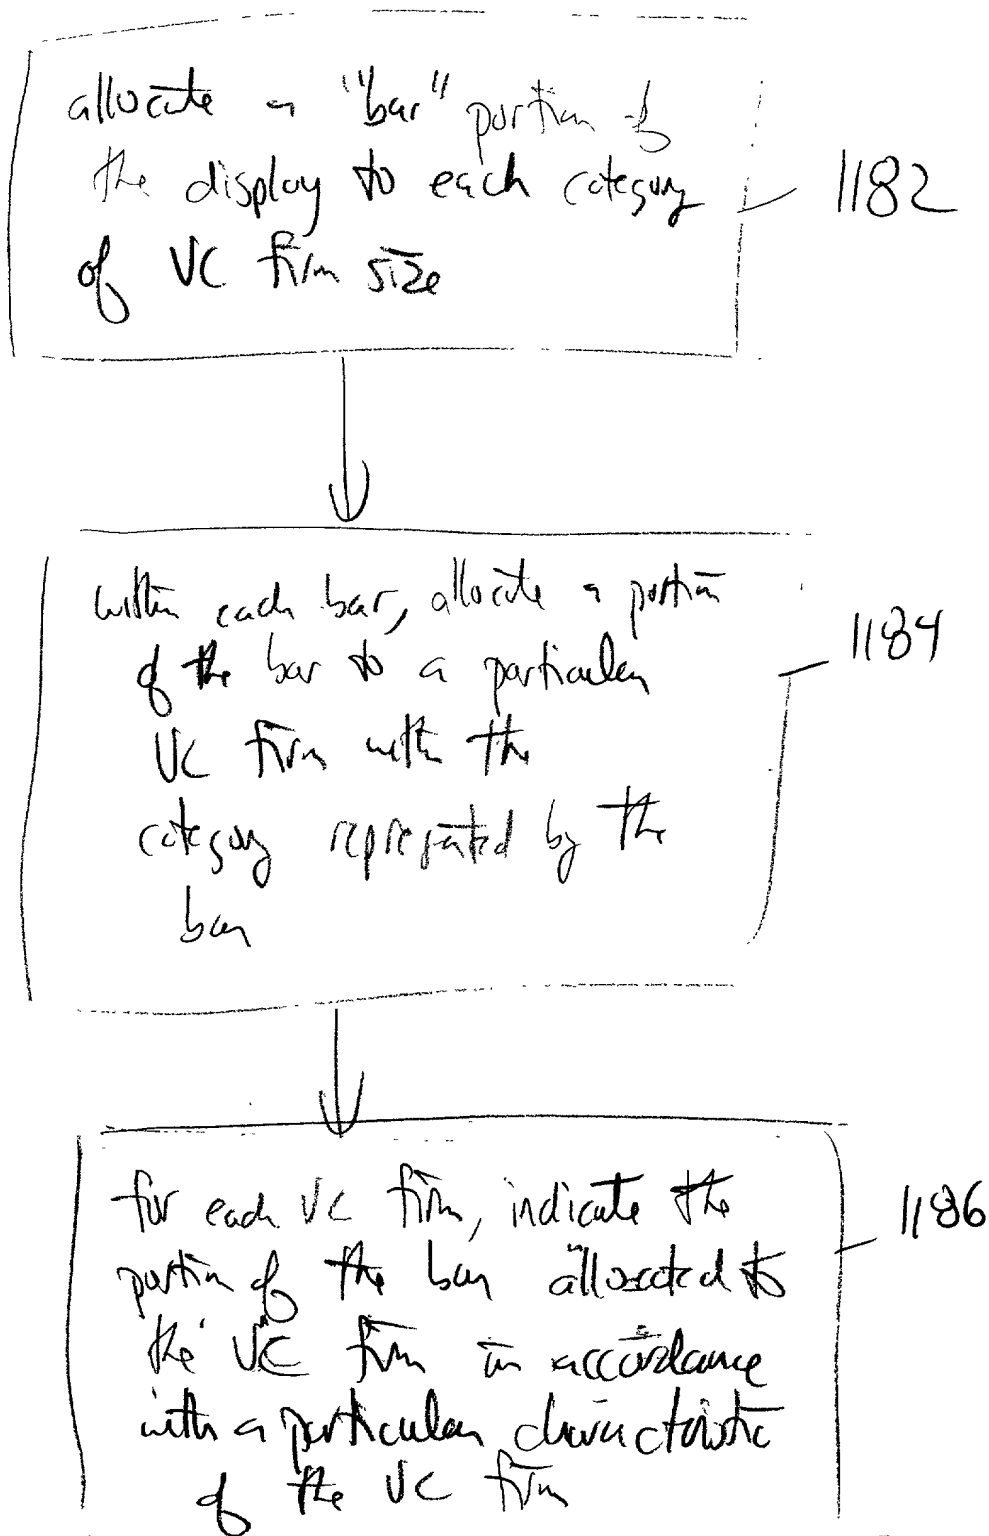 allocate a "bar" portion of
the display to each category
of VC firm size
1182
within each bar, allocate a portion
of the bar to a particular
VC firm with the
category represented by the
bar
1184
for each VC firm, indicate the
portion of the bar allocated to
the VC firm in accordance
with a particular characteristic
of the VC firm
1186